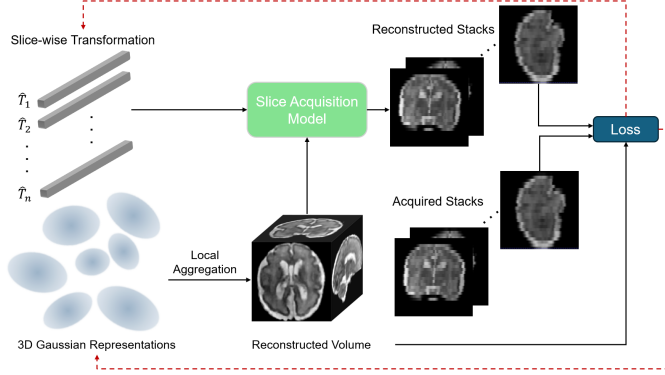 Slice-wise Transformation
T̂₁
T̂₂
T̂ₙ
Slice Acquisition
Model
Reconstructed Stacks
Loss
Acquired Stacks
Local
Aggregation
3D Gaussian Representations
Reconstructed Volume